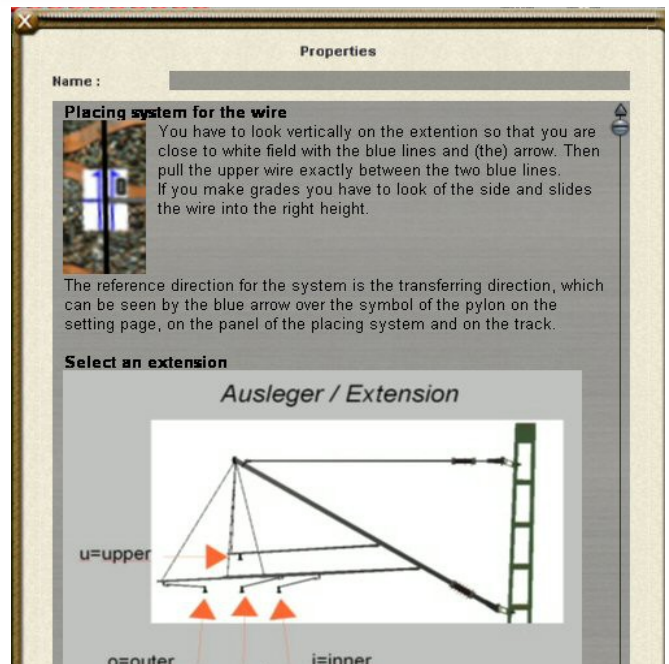 Properties
Name :
Placing system for the wire
You have to look vertically on the extention so that you are
close to white field with the blue lines and (the) arrow. Then
pull the upper wire exactly between the two blue lines.
If you make grades you have to look of the side and slides
the wire into the right height.
The reference direction for the system is the transferring direction, which
can be seen by the blue arrow over the symbol of the pylon on the
setting page, on the panel of the placing system and on the track.
Select an extension
Ausleger / Extension
u=upper
o=outer
i=inner